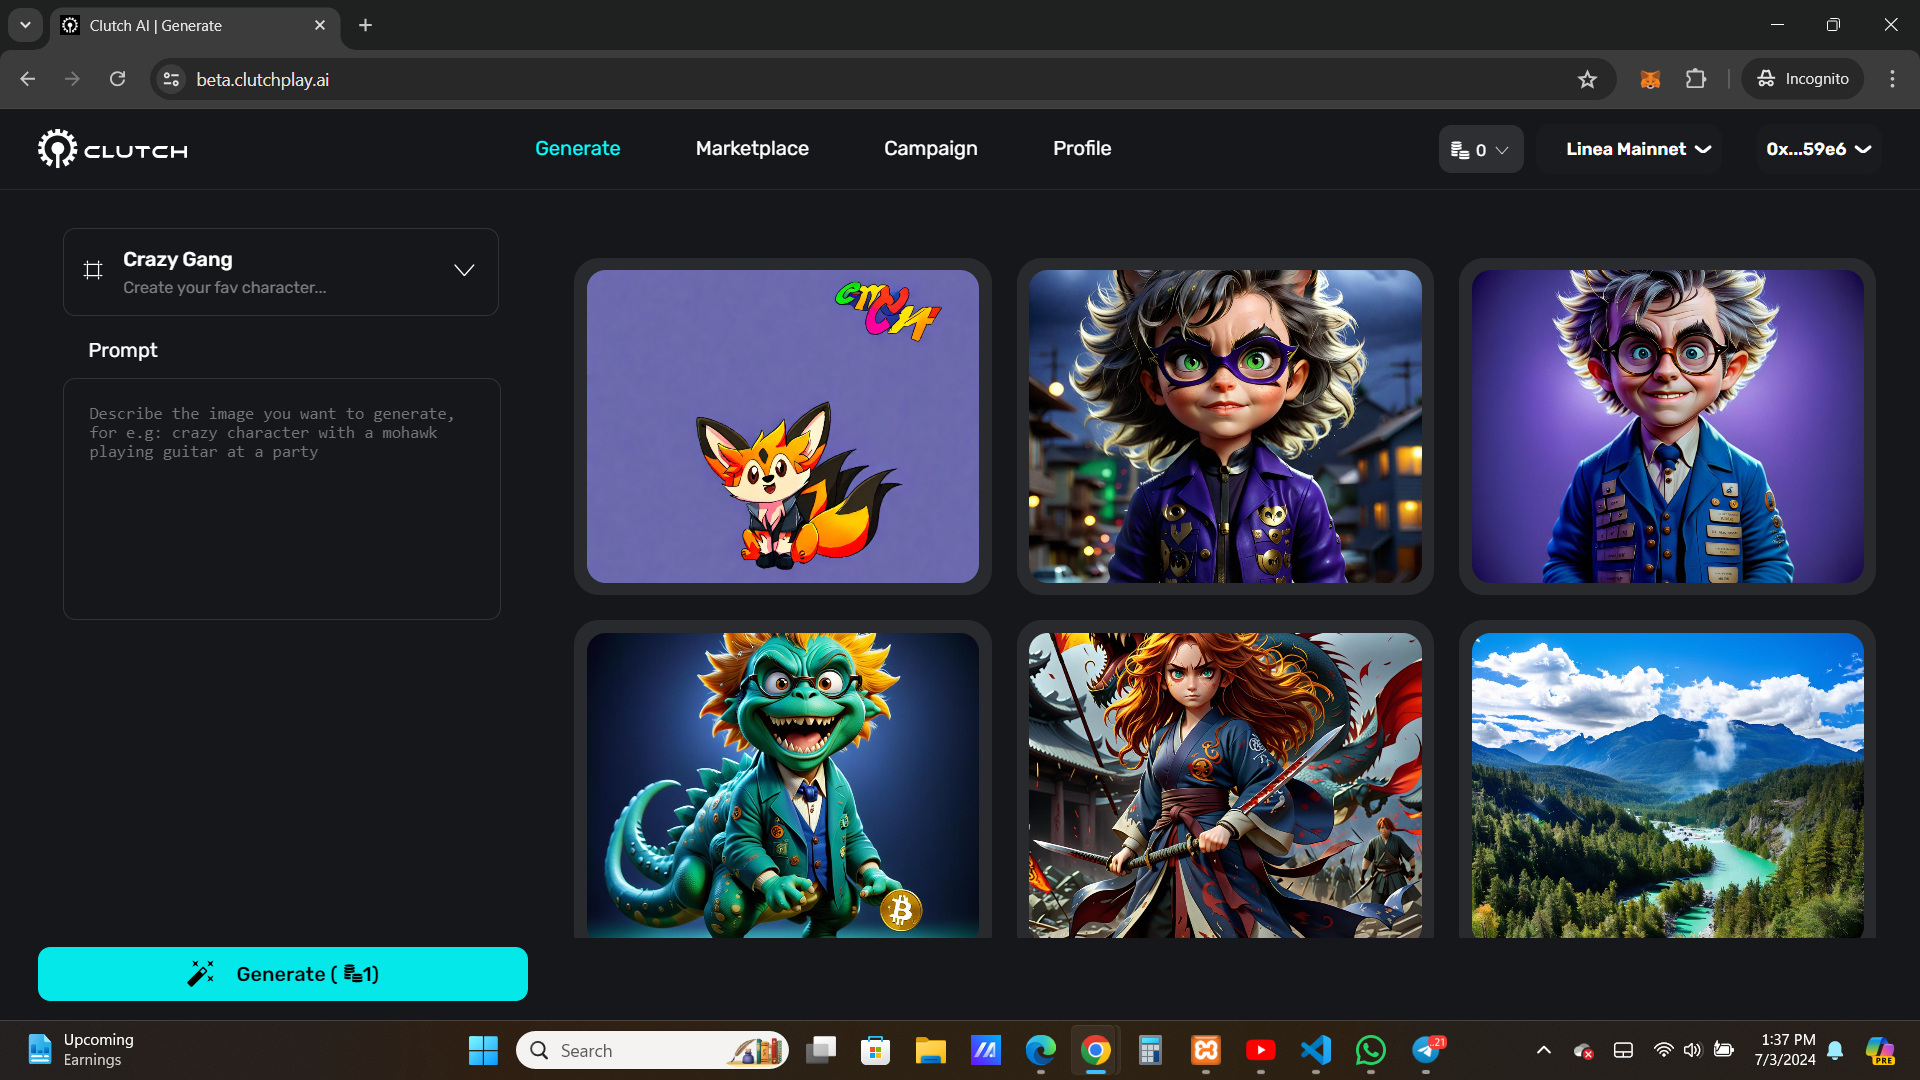 Clutch AI | Generate
beta.clutchplay.ai
Incognito
CLUTCH
Generate
Marketplace
Campaign
Profile
0
Linea Mainnet
0x...59e6
Crazy Gang
Create your fav character...
Prompt
Describe the image you want to generate,
for e.g: crazy character with a mohawk
playing guitar at a party
Generate ( 1)
Upcoming
Earnings
Search
21
PRE
1:37 PM
7/3/2024